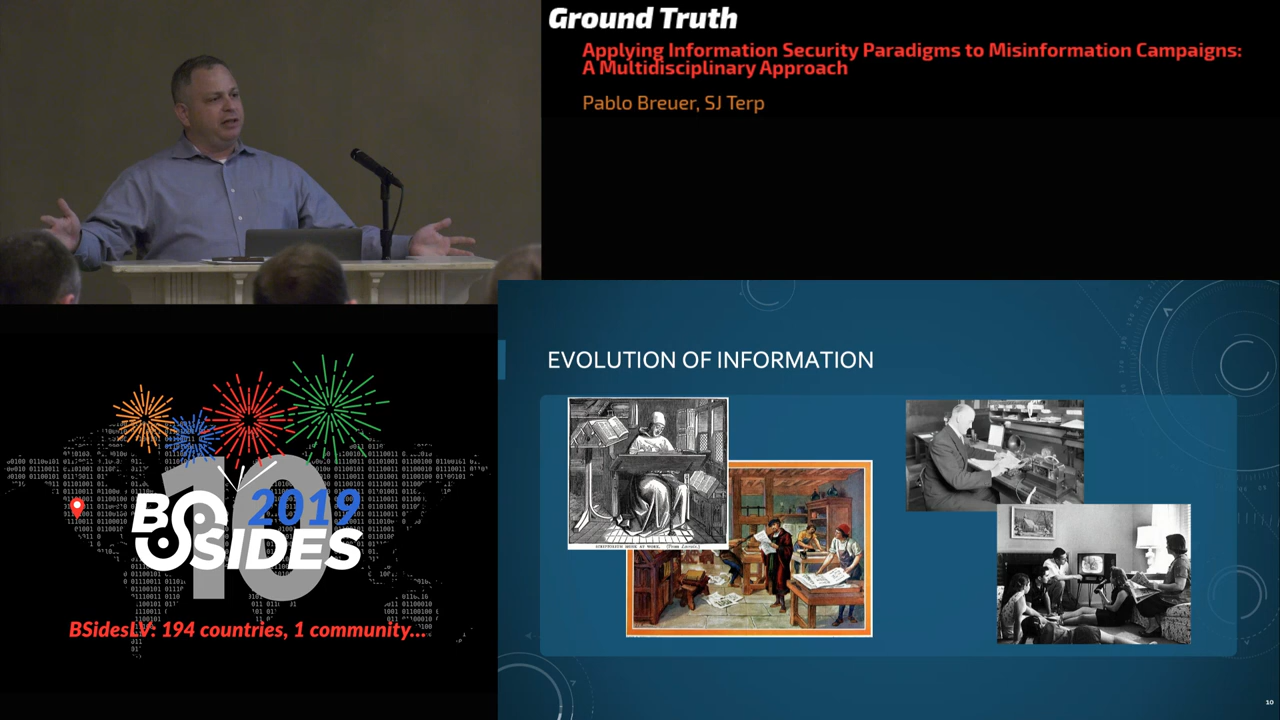 Ground Truth
Applying Information Security Paradigms to Misinformation Campaigns:
A Multidisciplinary Approach
Pablo Breuer, SJ Terp
EVOLUTION OF INFORMATION
10
2019
BSIDES
10
BSidesLV: 194 countries, 1 community...